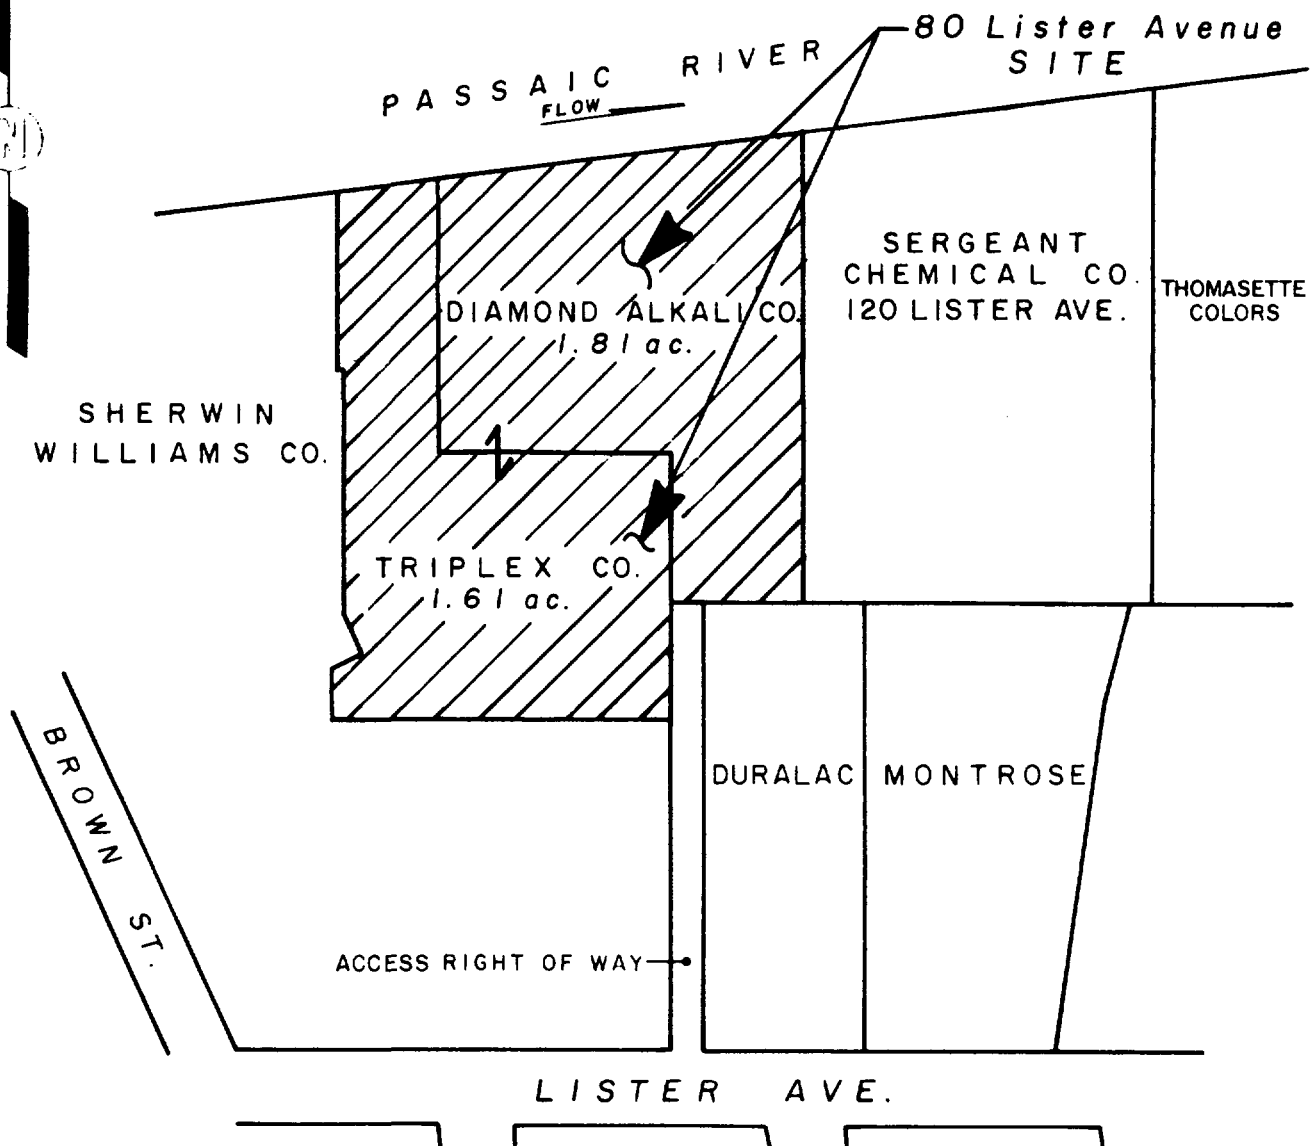 80 Lister Avenue
SITE
PASSAIC RIVER
FLOW
SERGEANT
CHEMICAL CO.
120 LISTER AVE.
THOMASETTE
COLORS
DIAMOND ALKALI CO.
1.81 ac.
SHERWIN
WILLIAMS CO.
TRIPLEX CO.
1.61 ac.
BROWN ST.
DURALAC
MONTROSE
ACCESS RIGHT OF WAY
LISTER AVE.